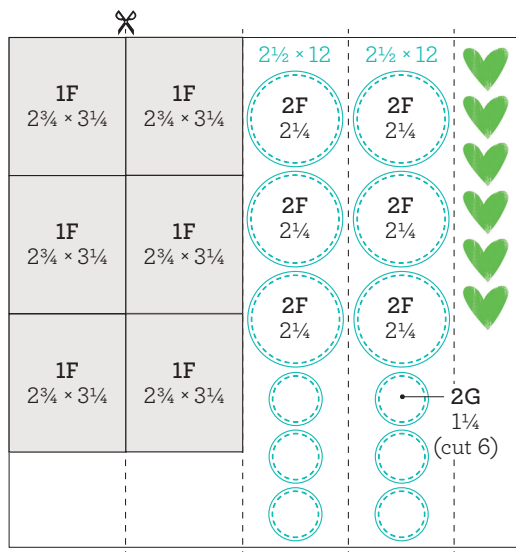 2½ × 12
2½ × 12
1F
2¾ × 3¼
1F
2¾ × 3¼
2F
2¼
2F
2¼
1F
2¾ × 3¼
1F
2¾ × 3¼
2F
2¼
2F
2¼
1F
2¾ × 3¼
1F
2¾ × 3¼
2F
2¼
2F
2¼
2G
1¼
(cut 6)